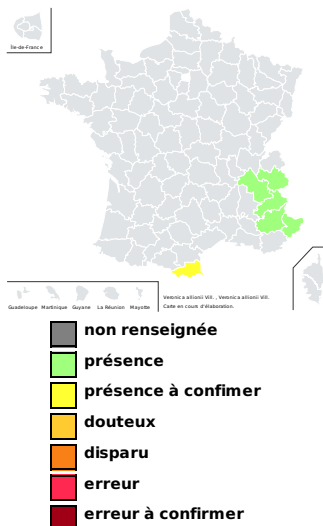 Île-de-France
Guadeloupe Martinique Guyane La Réunion Mayotte
Veronica allionii Vill. , Veronica allionii Vill.
Carte en cours d'élaboration.
non renseignée
présence
présence à confimer
douteux
disparu
erreur
erreur à confirmer